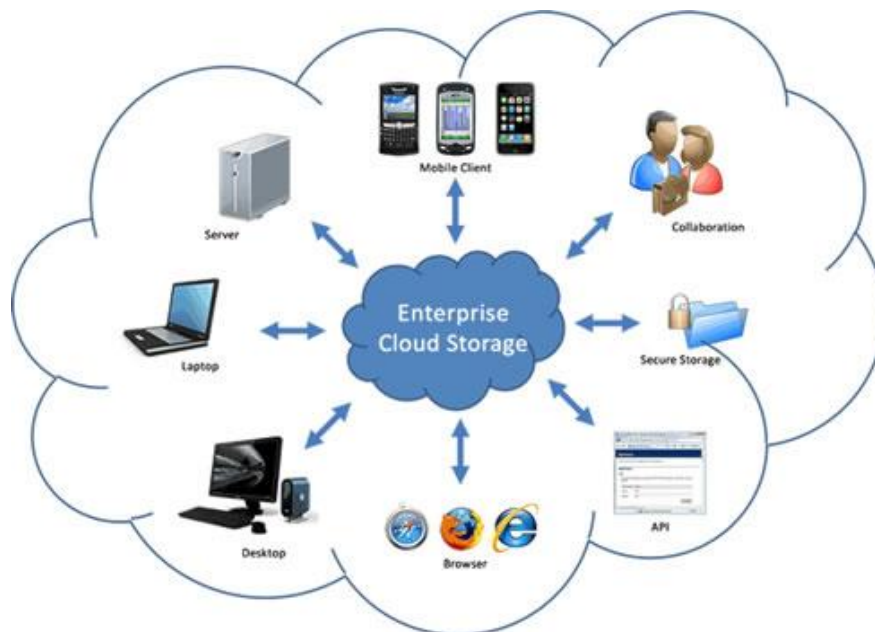 Mobile Client
Server
Collaboration
Enterprise
Cloud Storage
Laptop
Secure Storage
Desktop
Browser
API